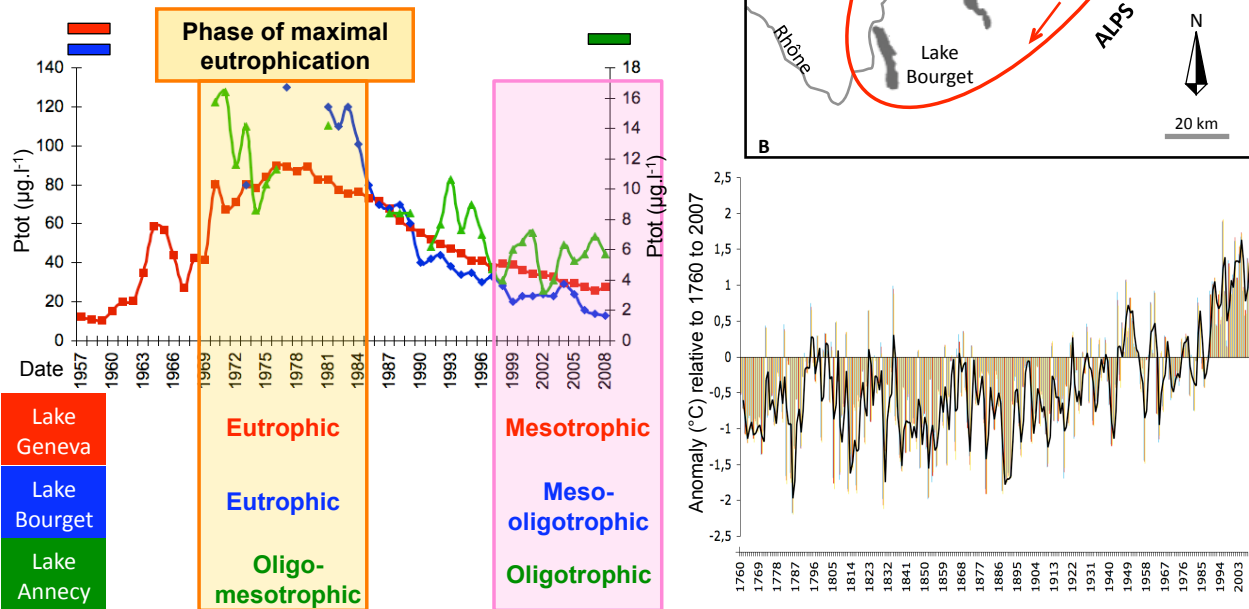 Phase of maximal
eutrophication
140
120
100
80
60
40
20
0
Ptot (µg.l-1)
18
16
14
12
10
8
6
4
2
0
Ptot (µg.l-1)
Date
1957
1960
1963
1966
1969
1972
1975
1978
1981
1984
1987
1990
1993
1996
1999
2002
2005
2008
Lake
Geneva
Eutrophic
Mesotrophic
Lake
Bourget
Eutrophic
Meso-
oligotrophic
Lake
Annecy
Oligo-
mesotrophic
Oligotrophic
Rhône
Lake
Bourget
ALPS
N
20 km
B
2,5
2
1,5
1
0,5
0
-0,5
-1
-1,5
-2
-2,5
Anomaly (°C) relative to 1760 to 2007
1760
1769
1778
1787
1796
1805
1814
1823
1832
1841
1850
1859
1868
1877
1886
1895
1904
1913
1922
1931
1940
1949
1958
1967
1976
1985
1994
2003